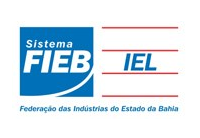 Sistema
FIEB
IEL
Federação das Indústrias do Estado da Bahia